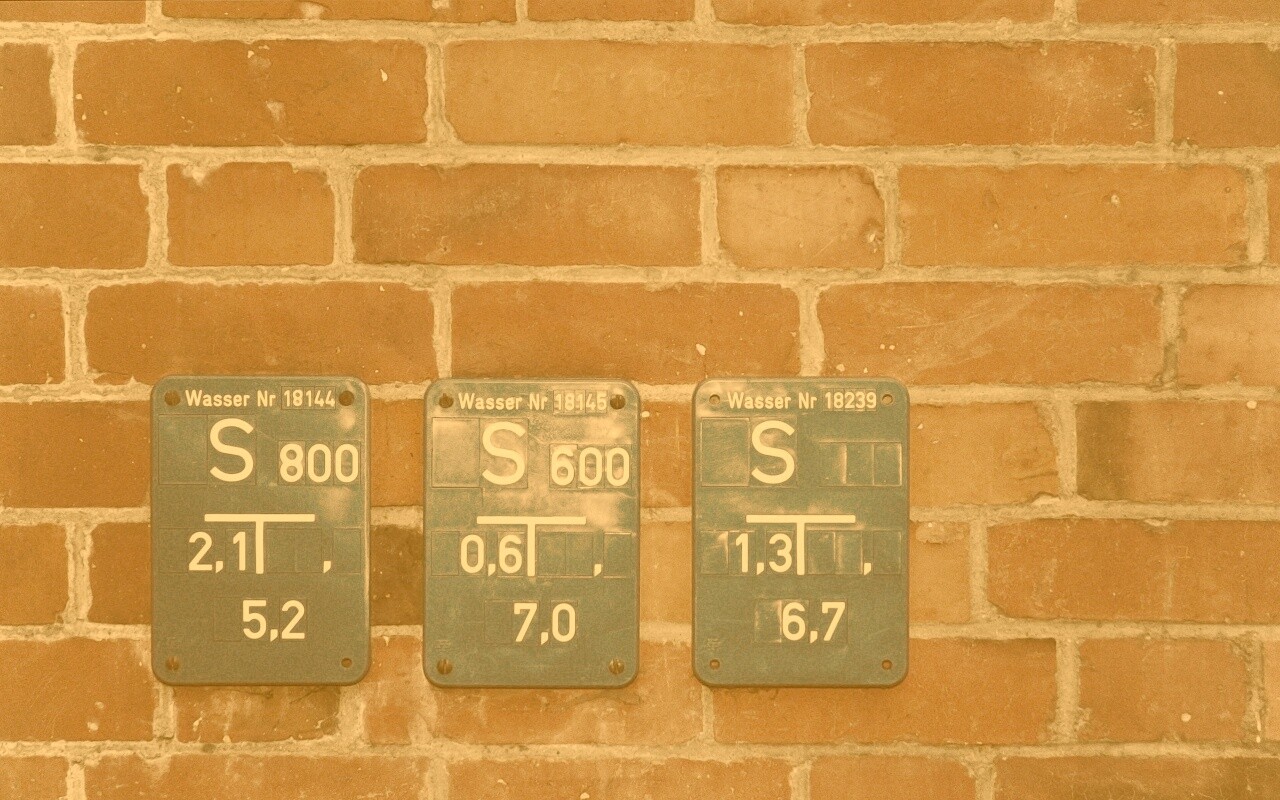 Wasser Nr 18144
S 800
2,1 ,
5,2
Wasser Nr 18145
S 600
0,6 ,
7,0
Wasser Nr 18239
S
1,3 ,
6,7